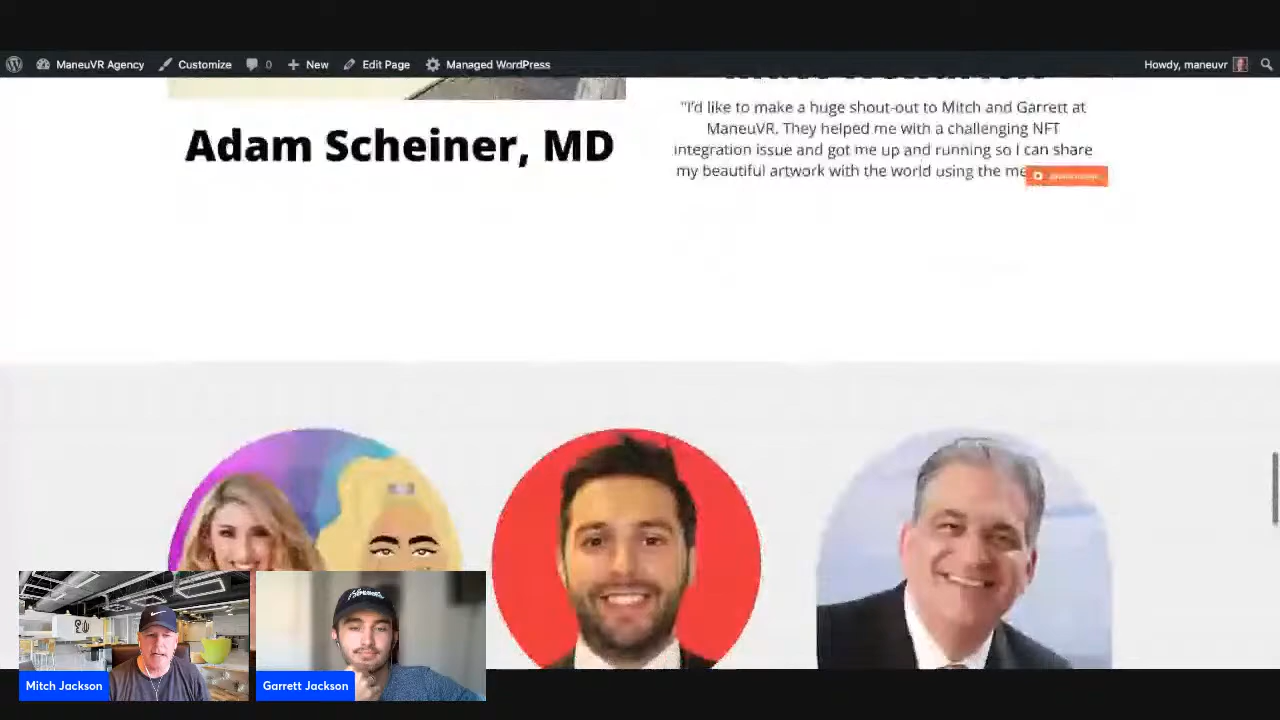 ManeuVR Agency Customize 0 New Edit Page Managed WordPress Howdy, maneuvr
"I'd like to make a huge shout-out to Mitch and Garrett at
Adam Scheiner, MD
ManeuVR. They helped me with a challenging NFT
integration issue and got me up and running so I can share
my beautiful artwork with the world using the me
Mitch Jackson
Garrett Jackson